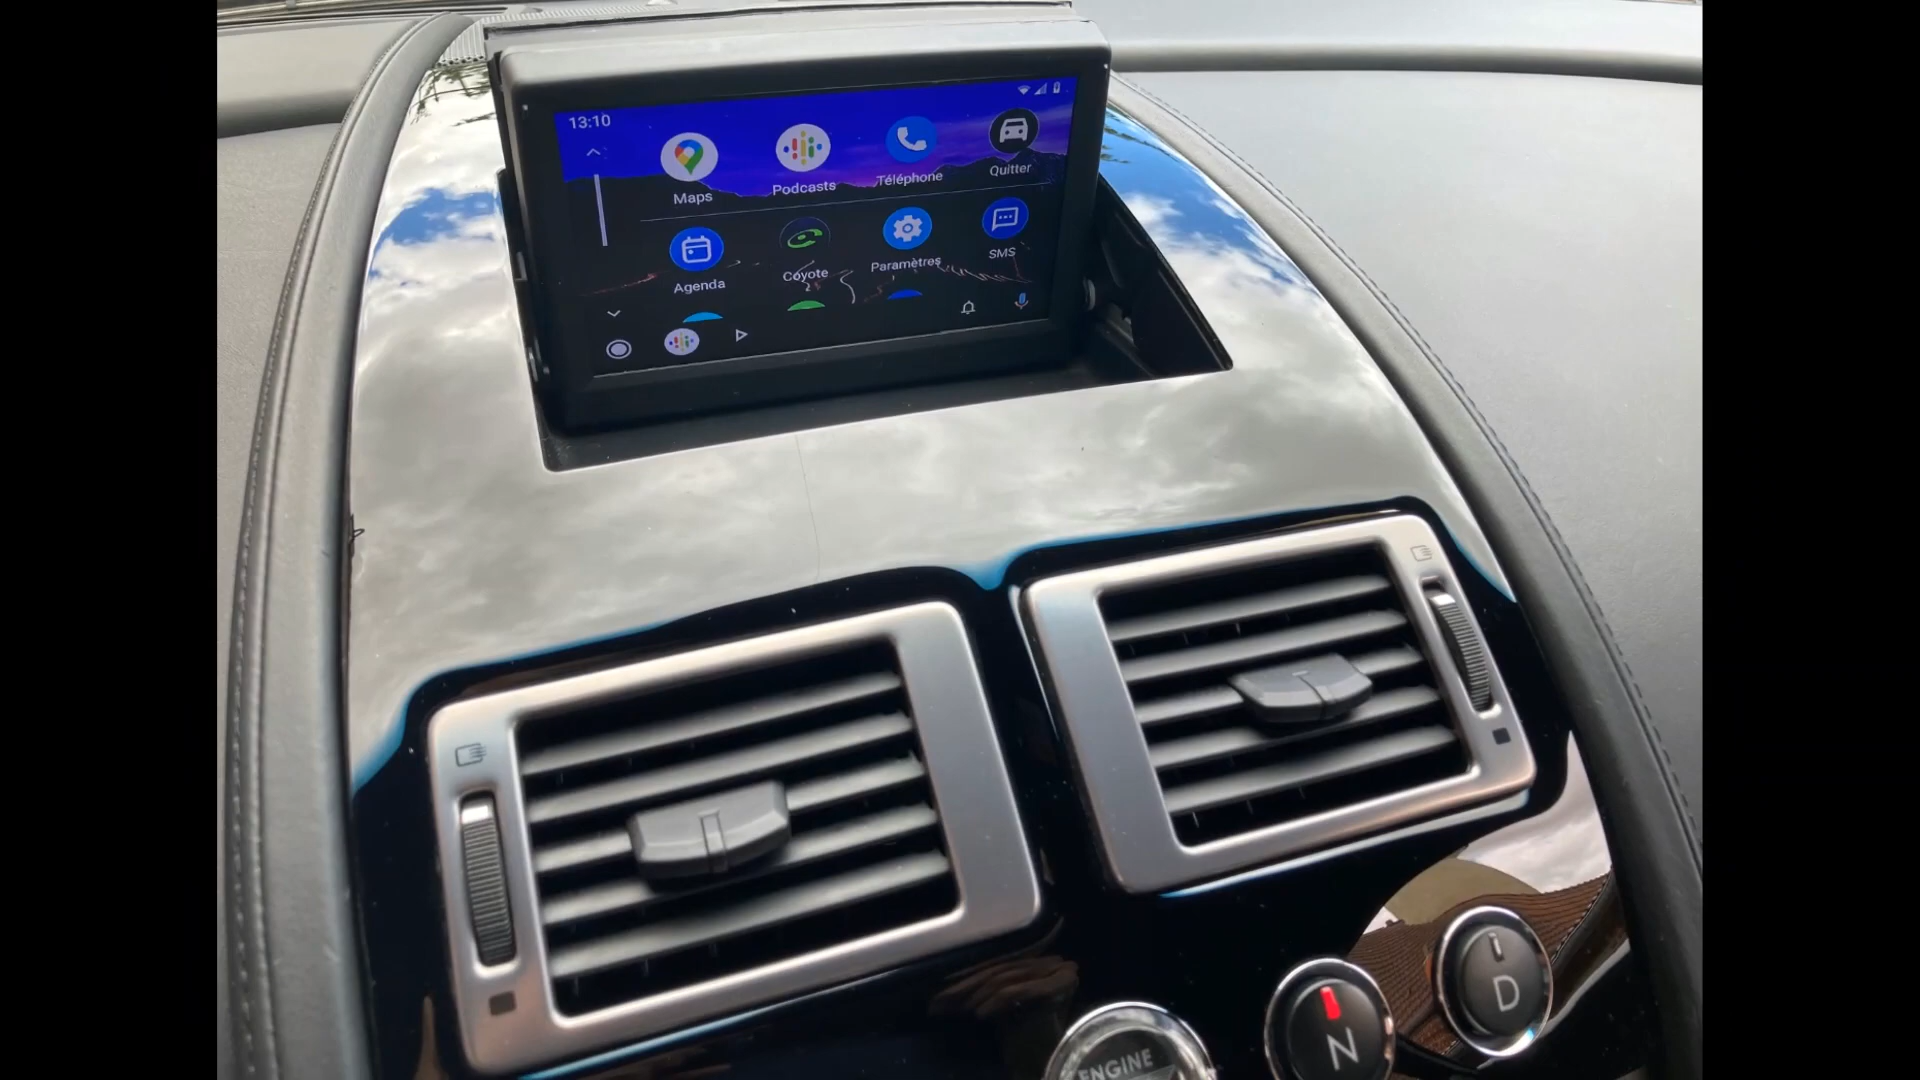 13:10
Maps
Podcasts
Téléphone
Quitter
Agenda
Coyote
Paramètres
SMS
ENGINE
N
D